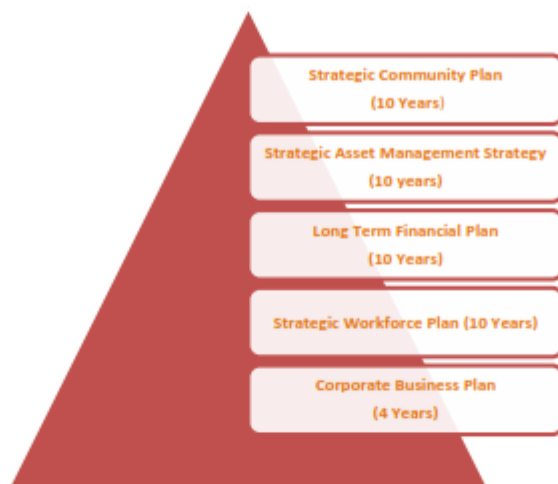 Strategic Community Plan
(10 Years)
Strategic Asset Management Strategy
(10 years)
Long Term Financial Plan
(10 Years)
Strategic Workforce Plan (10 Years)
Corporate Business Plan
(4 Years)